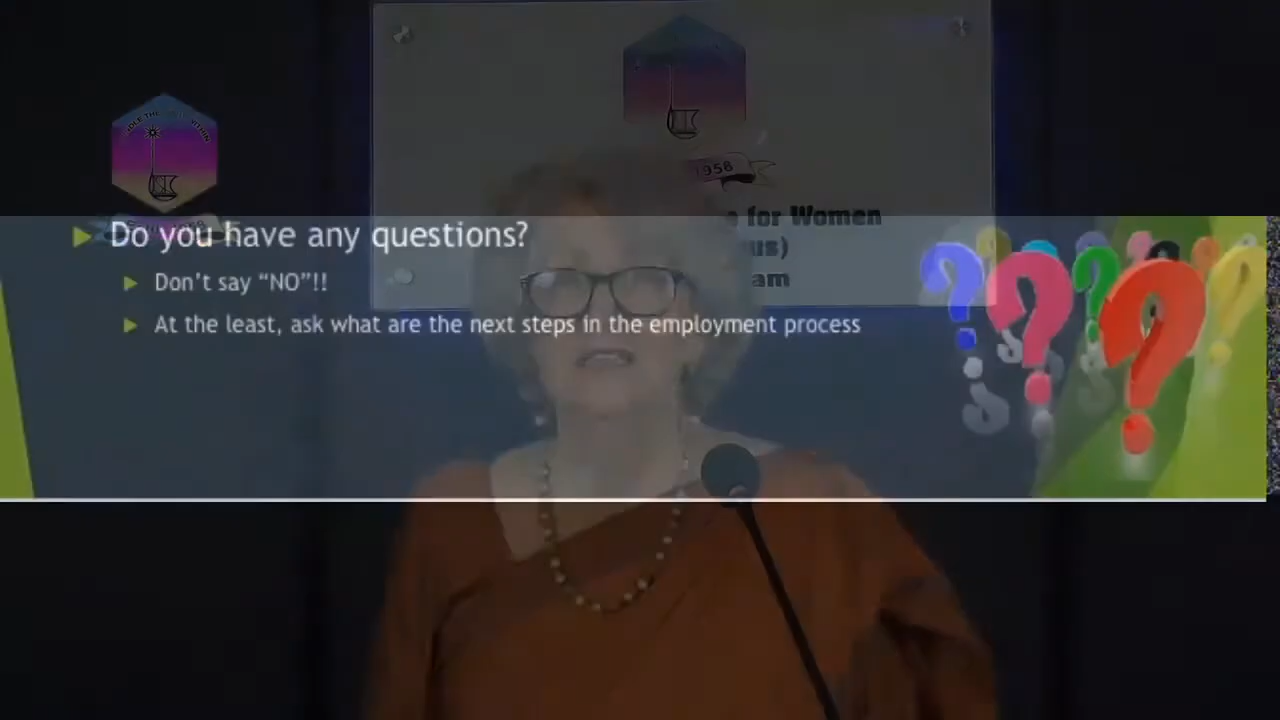 1958
for Women
us)
am
Do you have any questions?
Don't say “NO”!!
At the least, ask what are the next steps in the employment process